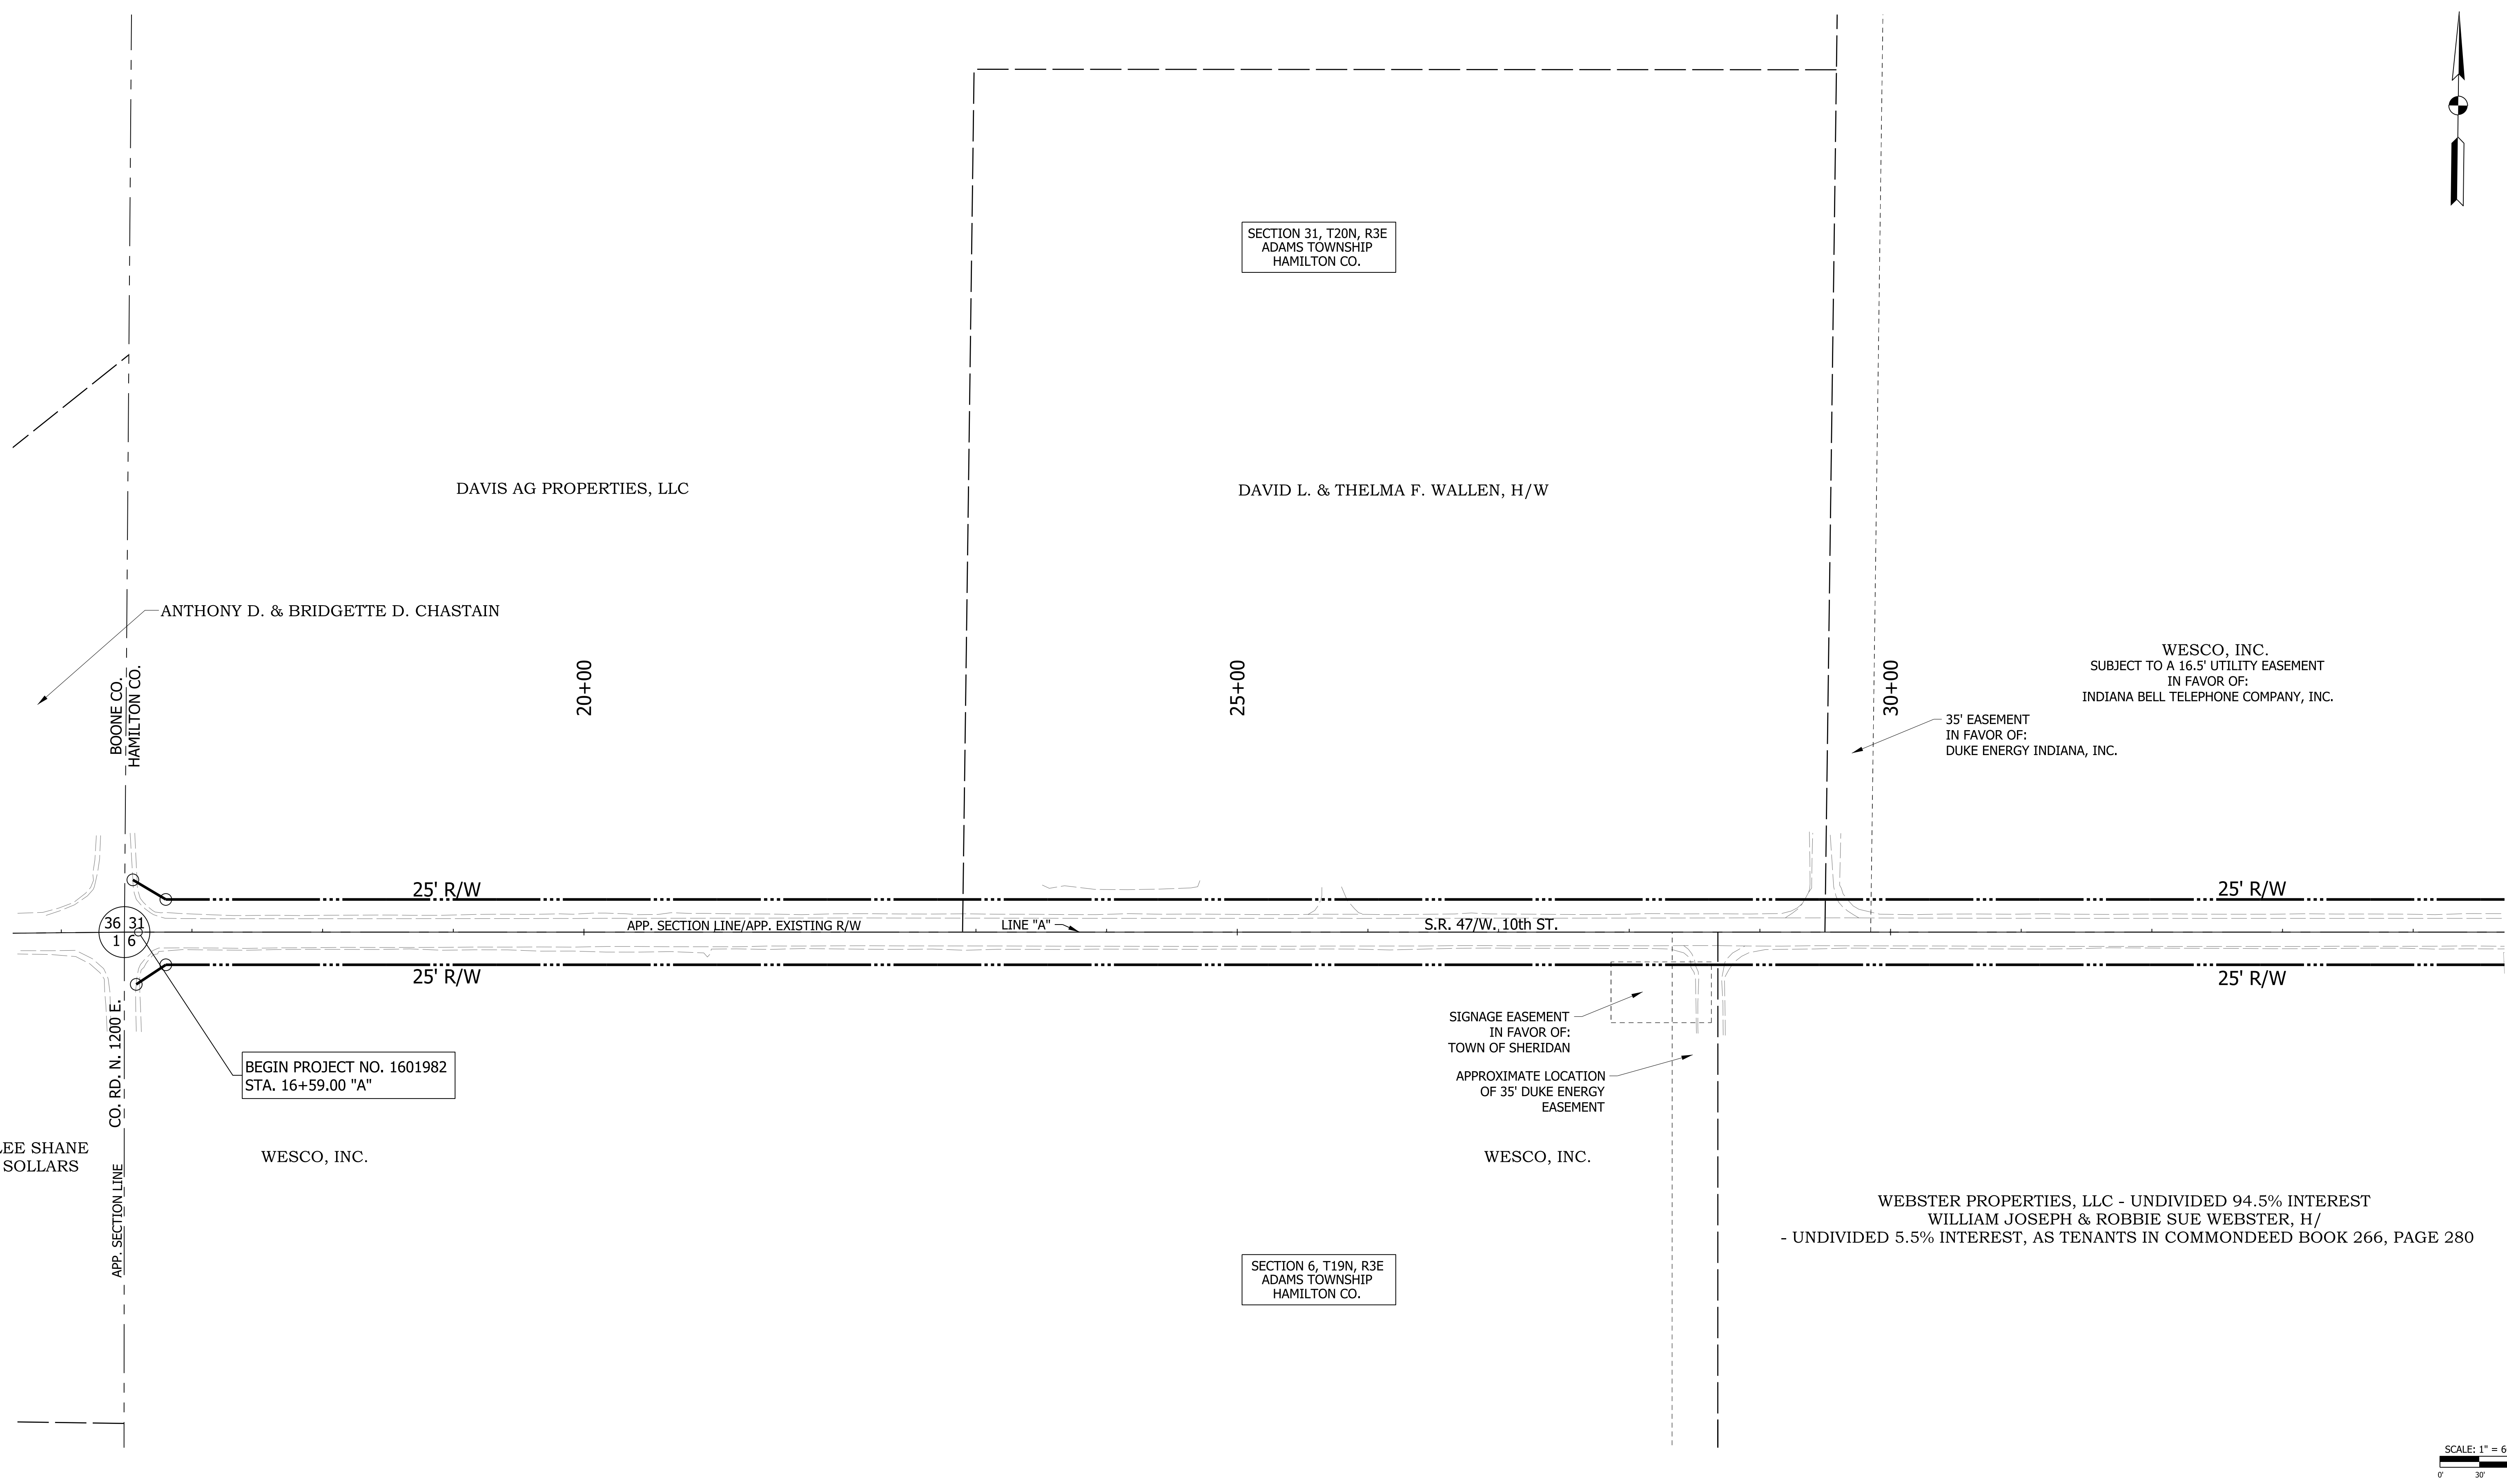 SECTION 31, T20N, R3E
ADAMS TOWNSHIP
HAMILTON CO.
DAVIS AG PROPERTIES, LLC
DAVID L. & THELMA F. WALLEN, H/W
ANTHONY D. & BRIDGETTE D. CHASTAIN
BOONE CO.
HAMILTON CO.
20+00
25+00
30+00
WESCO, INC.
SUBJECT TO A 16.5' UTILITY EASEMENT
IN FAVOR OF:
INDIANA BELL TELEPHONE COMPANY, INC.
35' EASEMENT
IN FAVOR OF:
DUKE ENERGY INDIANA, INC.
25' R/W
25' R/W
36 31
1 6
APP. SECTION LINE/APP. EXISTING R/W
LINE "A"
S.R. 47/W. 10th ST.
25' R/W
25' R/W
CO. RD. N. 1200 E.
APP. SECTION LINE
BEGIN PROJECT NO. 1601982
STA. 16+59.00 "A"
SIGNAGE EASEMENT
IN FAVOR OF:
TOWN OF SHERIDAN
APPROXIMATE LOCATION
OF 35' DUKE ENERGY
EASEMENT
LEE SHANE
SOLLARS
WESCO, INC.
WESCO, INC.
WEBSTER PROPERTIES, LLC - UNDIVIDED 94.5% INTEREST
WILLIAM JOSEPH & ROBBIE SUE WEBSTER, H/
- UNDIVIDED 5.5% INTEREST, AS TENANTS IN COMMONDEED BOOK 266, PAGE 280
SECTION 6, T19N, R3E
ADAMS TOWNSHIP
HAMILTON CO.
SCALE: 1" = 6
0' 30'